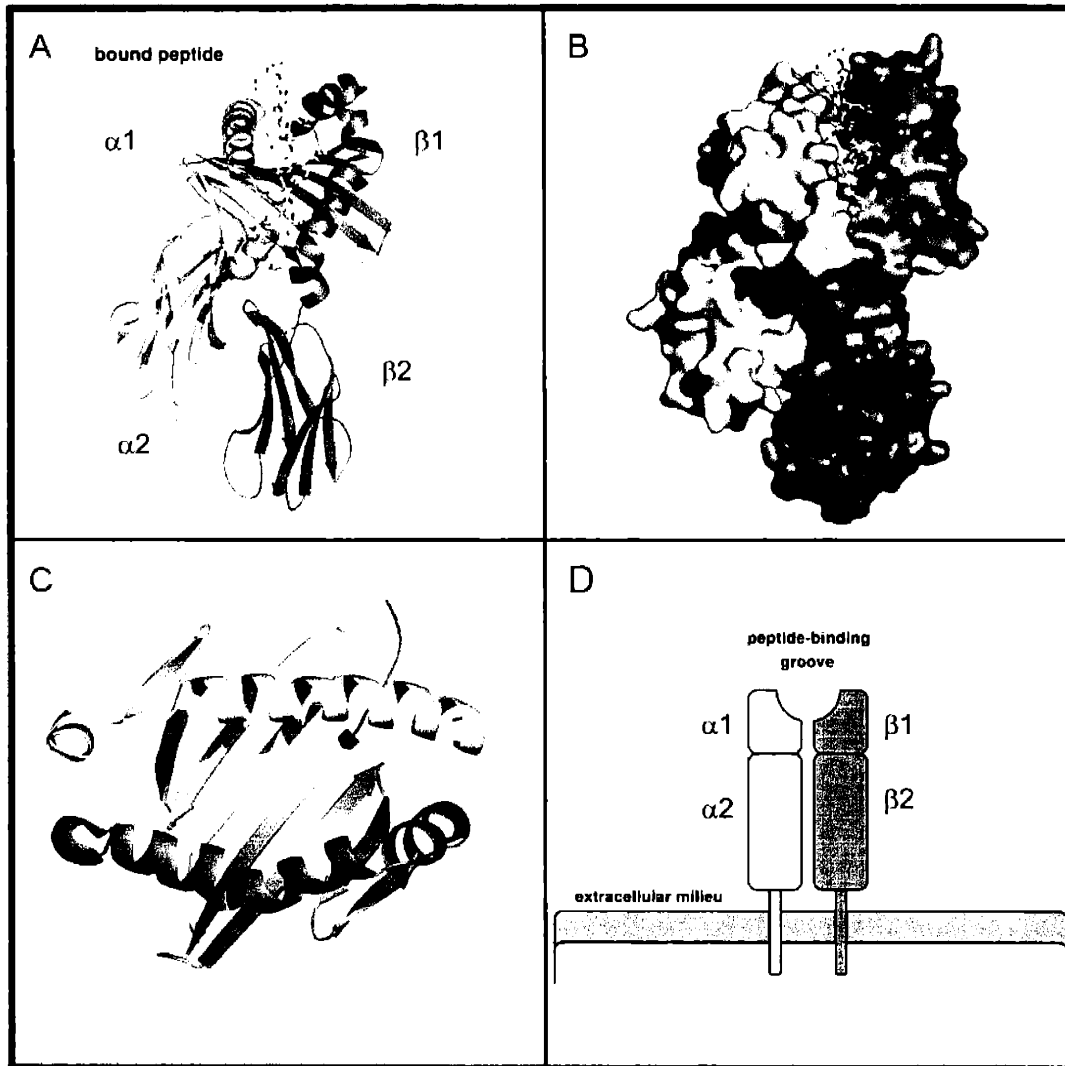 A
bound peptide
α1
β1
β2
α2
B
C
D
peptide-binding
groove
α1
β1
α2
β2
extracellular milieu